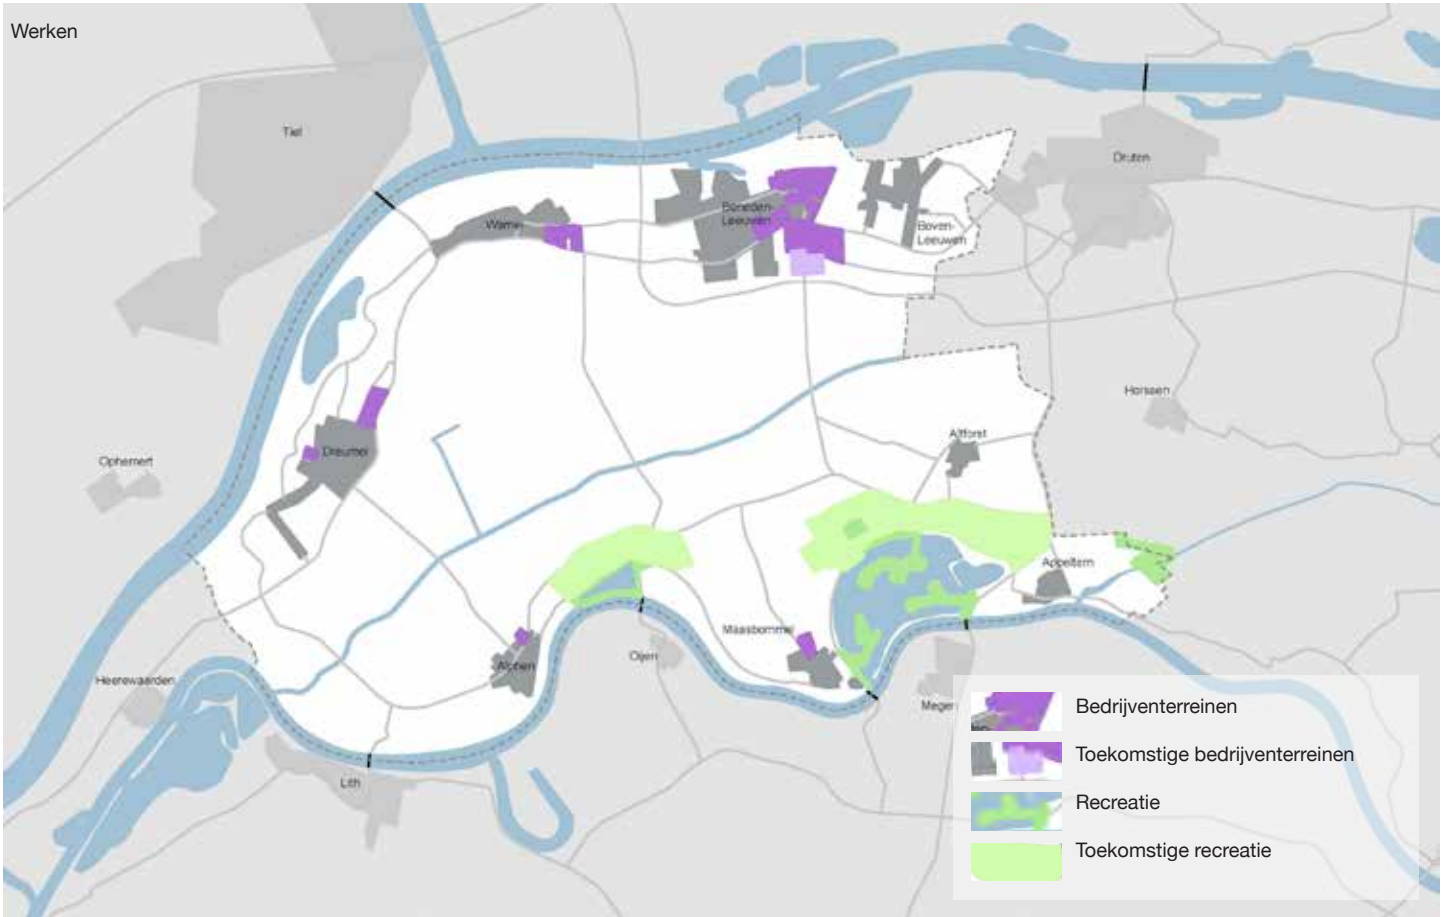 Werken
Tiel
Druten
Wamel
Beneden-
Leeuwen
Boven-
Leeuwen
Horssen
Altforst
Dreumel
Ophemert
Appeltern
Maasbommel
Alphen
Oijen
Heerewaarden
Megen
Lith
Bedrijventerreinen
Toekomstige bedrijventerreinen
Recreatie
Toekomstige recreatie